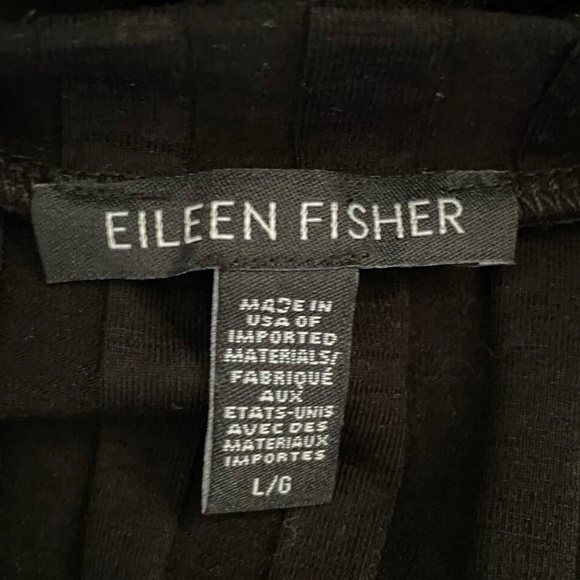 EILEEN FISHER
MADE IN
USA OF
IMPORTED
MATERIALS/
FABRIQUÉ
AUX
ETATS-UNIS
AVEC DES
MATERIAUX
IMPORTES
L/G